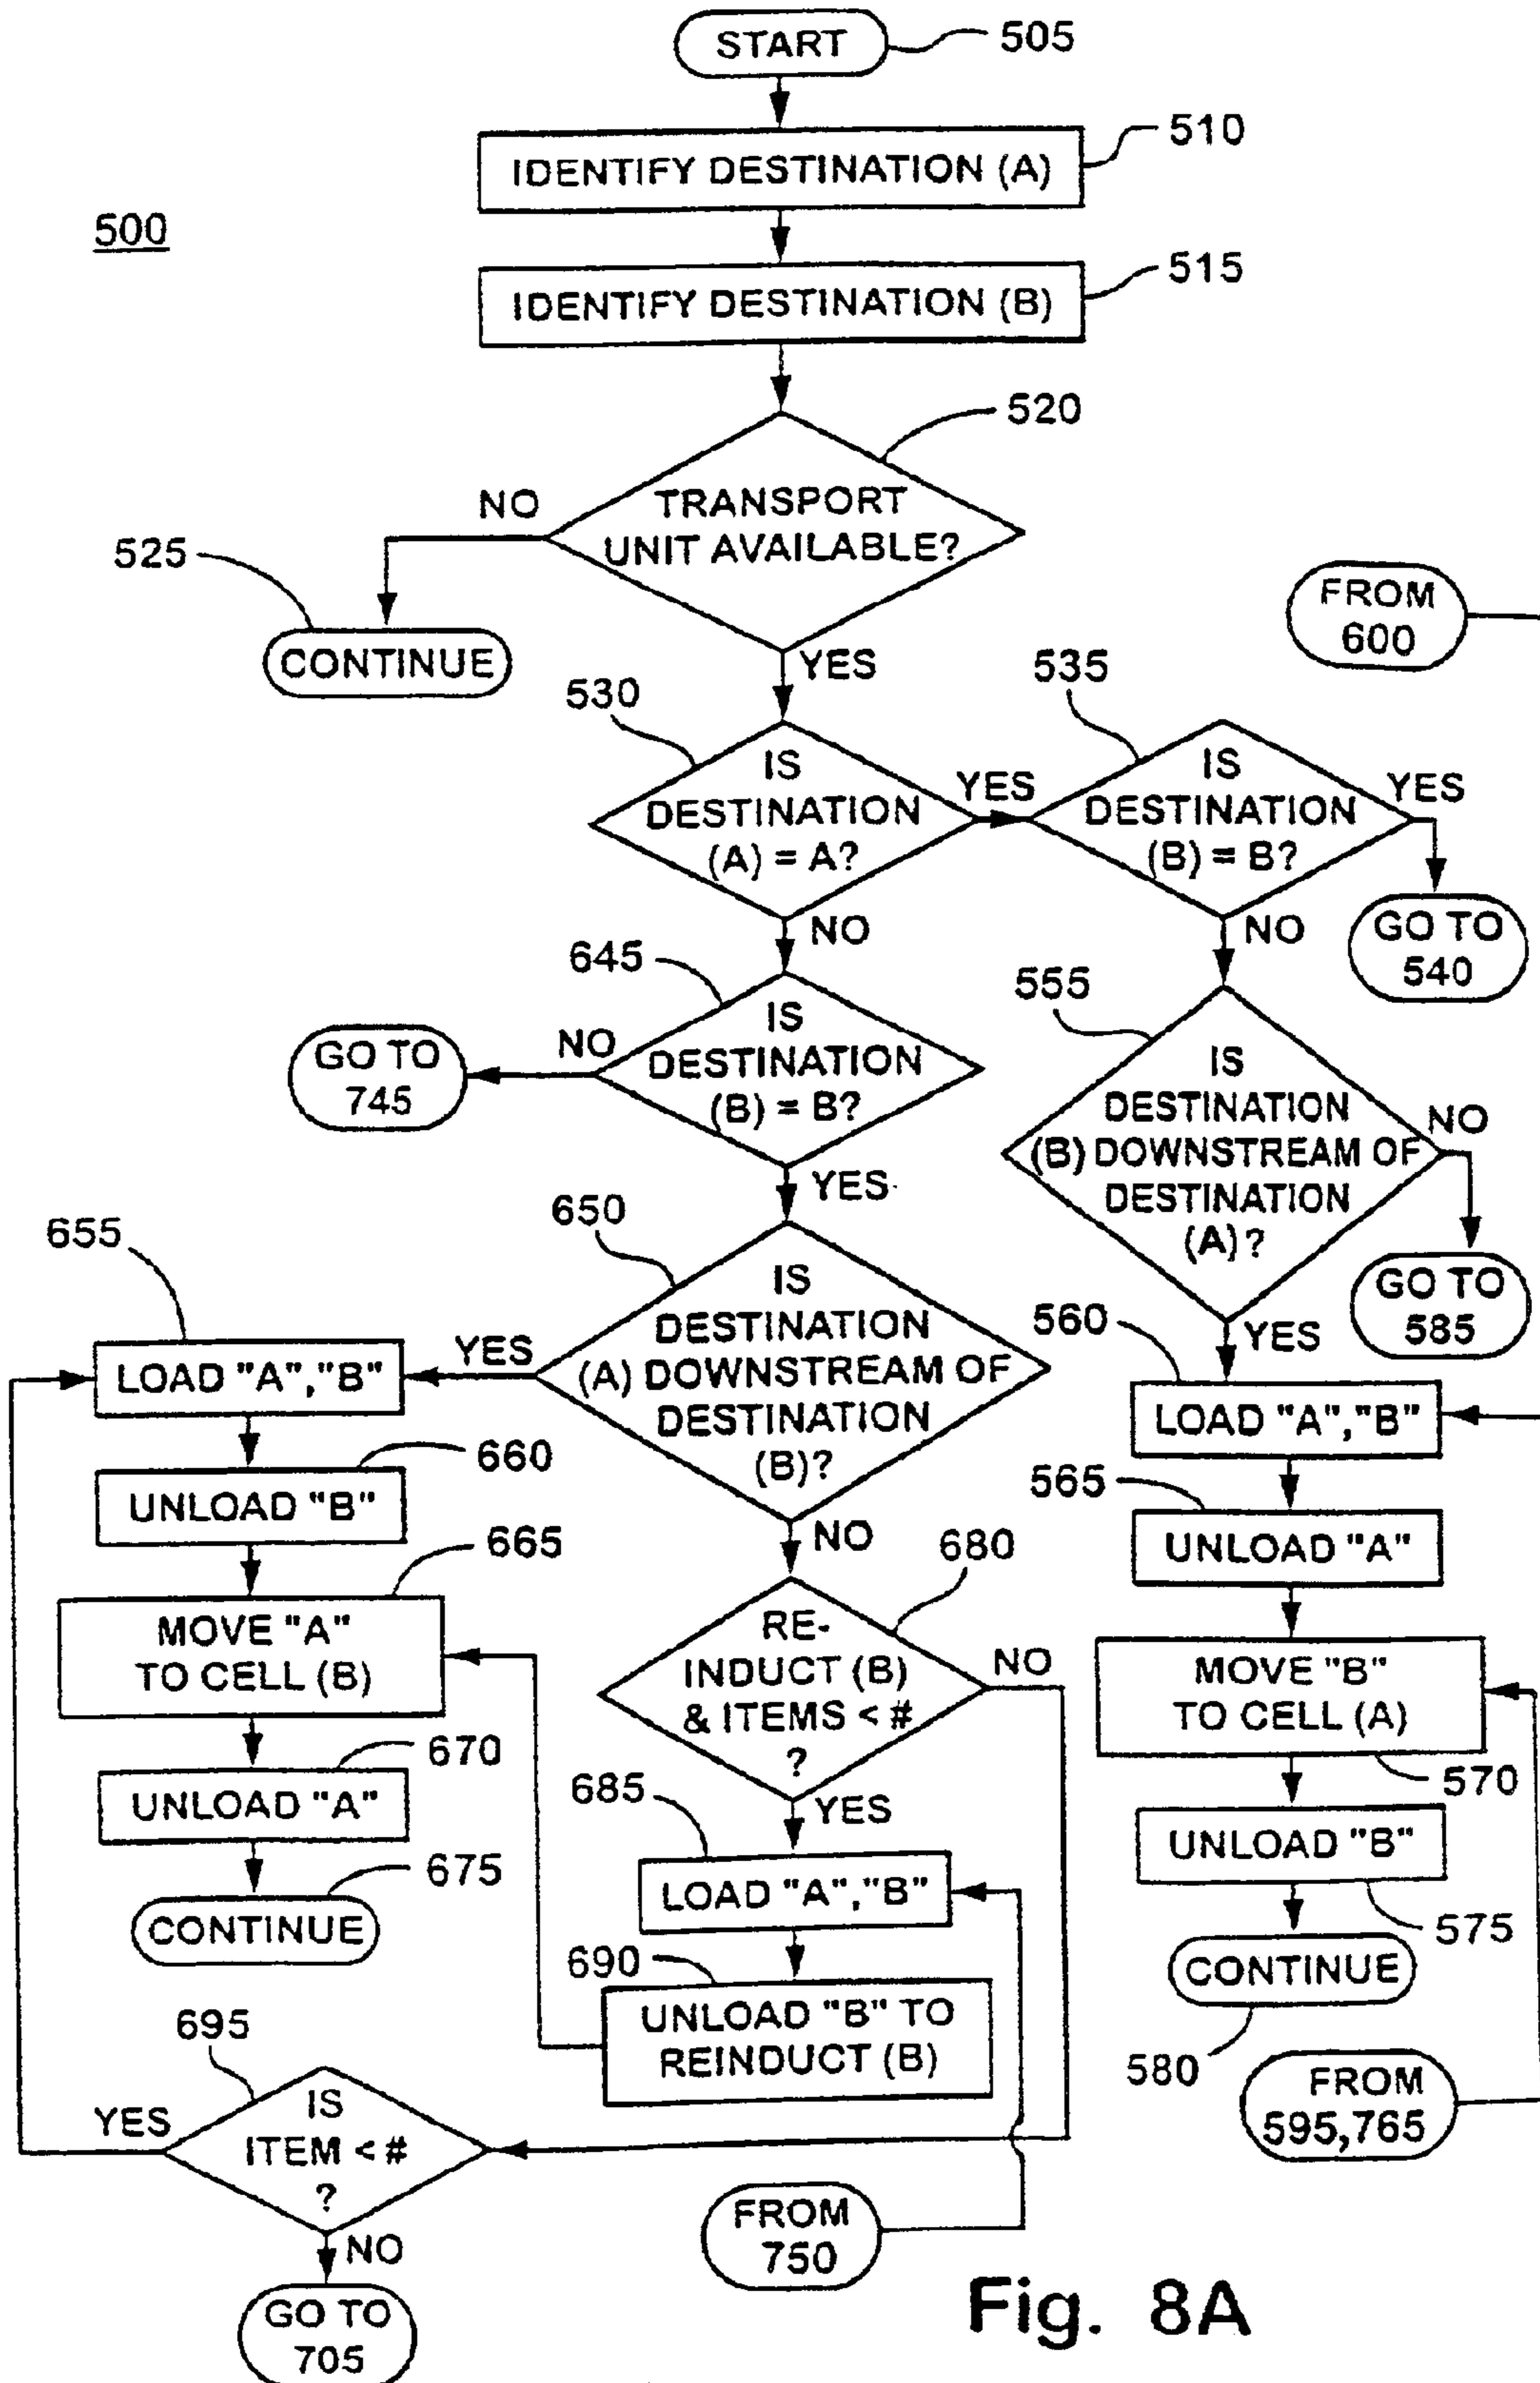 START
505
IDENTIFY DESTINATION (A)
510
500
IDENTIFY DESTINATION (B)
515
520
TRANSPORT
UNIT AVAILABLE?
NO
YES
525
CONTINUE
FROM
600
530
IS
DESTINATION
(A) = A?
YES
NO
535
IS
DESTINATION
(B) = B?
YES
NO
GO TO
540
645
IS
DESTINATION
(B) = B?
NO
YES
GO TO
745
555
IS
DESTINATION
(B) DOWNSTREAM OF
DESTINATION
(A)?
NO
YES
GO TO
585
650
IS
DESTINATION
(A) DOWNSTREAM OF
DESTINATION
(B)?
YES
NO
655
LOAD "A","B"
660
UNLOAD "B"
665
MOVE "A"
TO CELL (B)
670
UNLOAD "A"
675
CONTINUE
560
LOAD "A","B"
565
UNLOAD "A"
MOVE "B"
TO CELL (A)
570
UNLOAD "B"
575
CONTINUE
580
680
RE-
INDUCT (B)
& ITEMS < #
?
NO
YES
685
LOAD "A","B"
690
UNLOAD "B" TO
REINDUCT (B)
695
IS
ITEM < #
?
YES
NO
GO TO
705
FROM
750
FROM
595,765
Fig. 8A